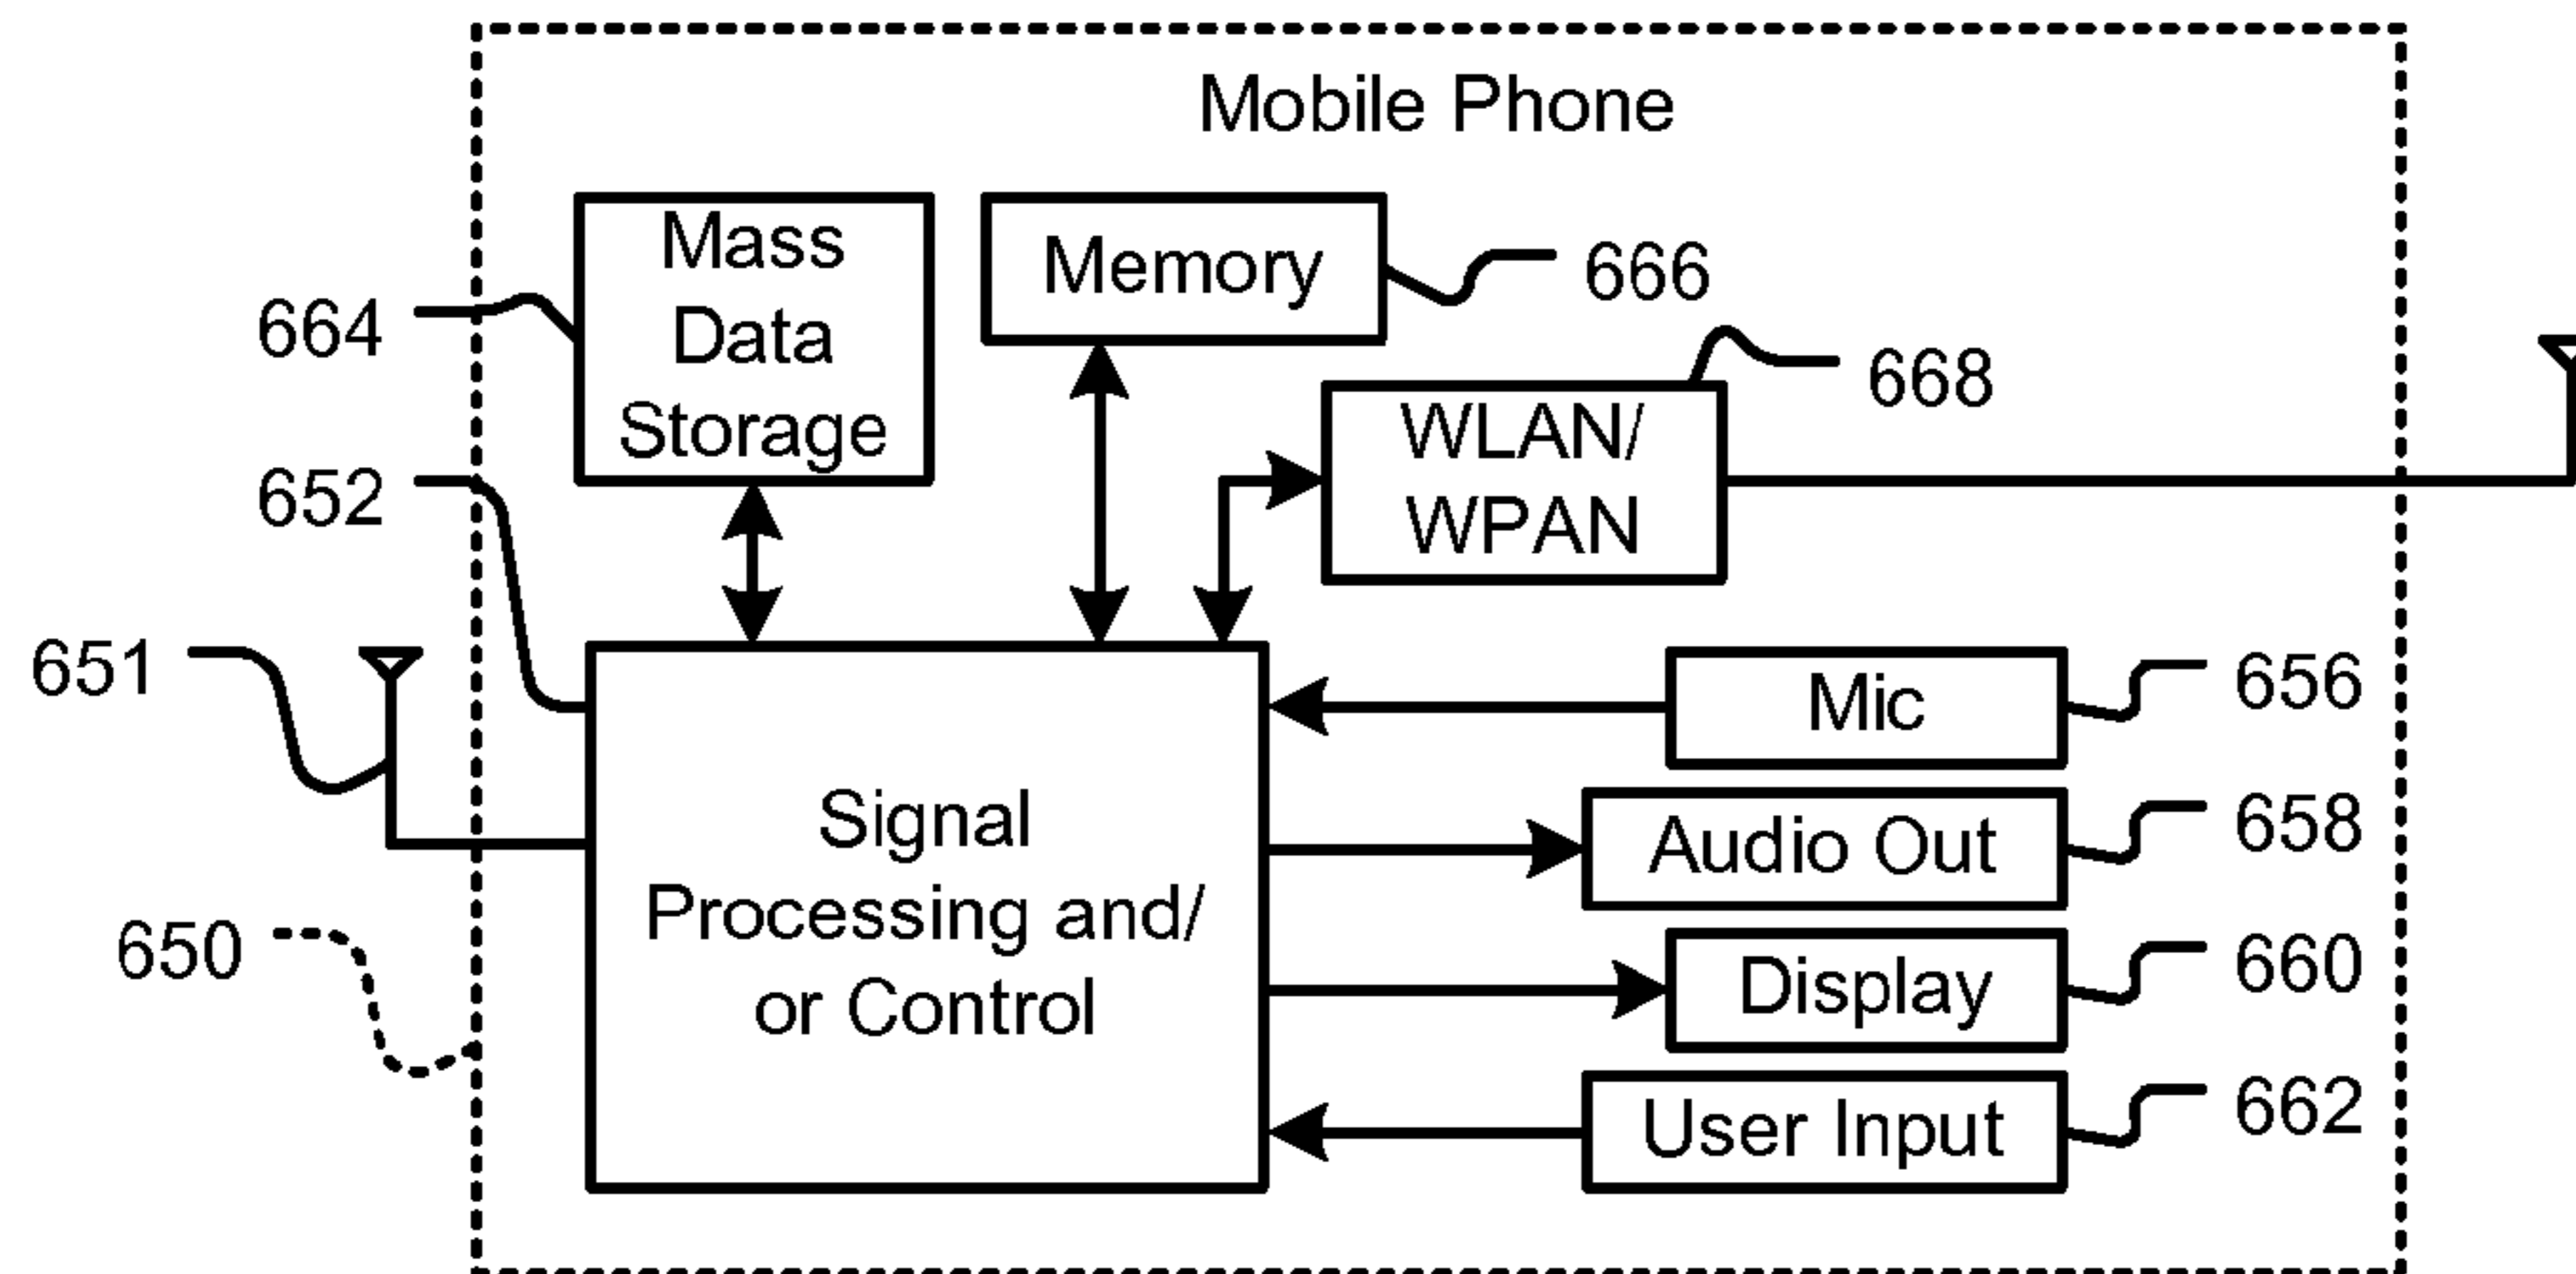 Mobile Phone
Mass
Data
Storage
Memory
666
664
668
WLAN/
WPAN
652
651
Mic
656
Signal
Processing and/
or Control
Audio Out
658
650
Display
660
User Input
662